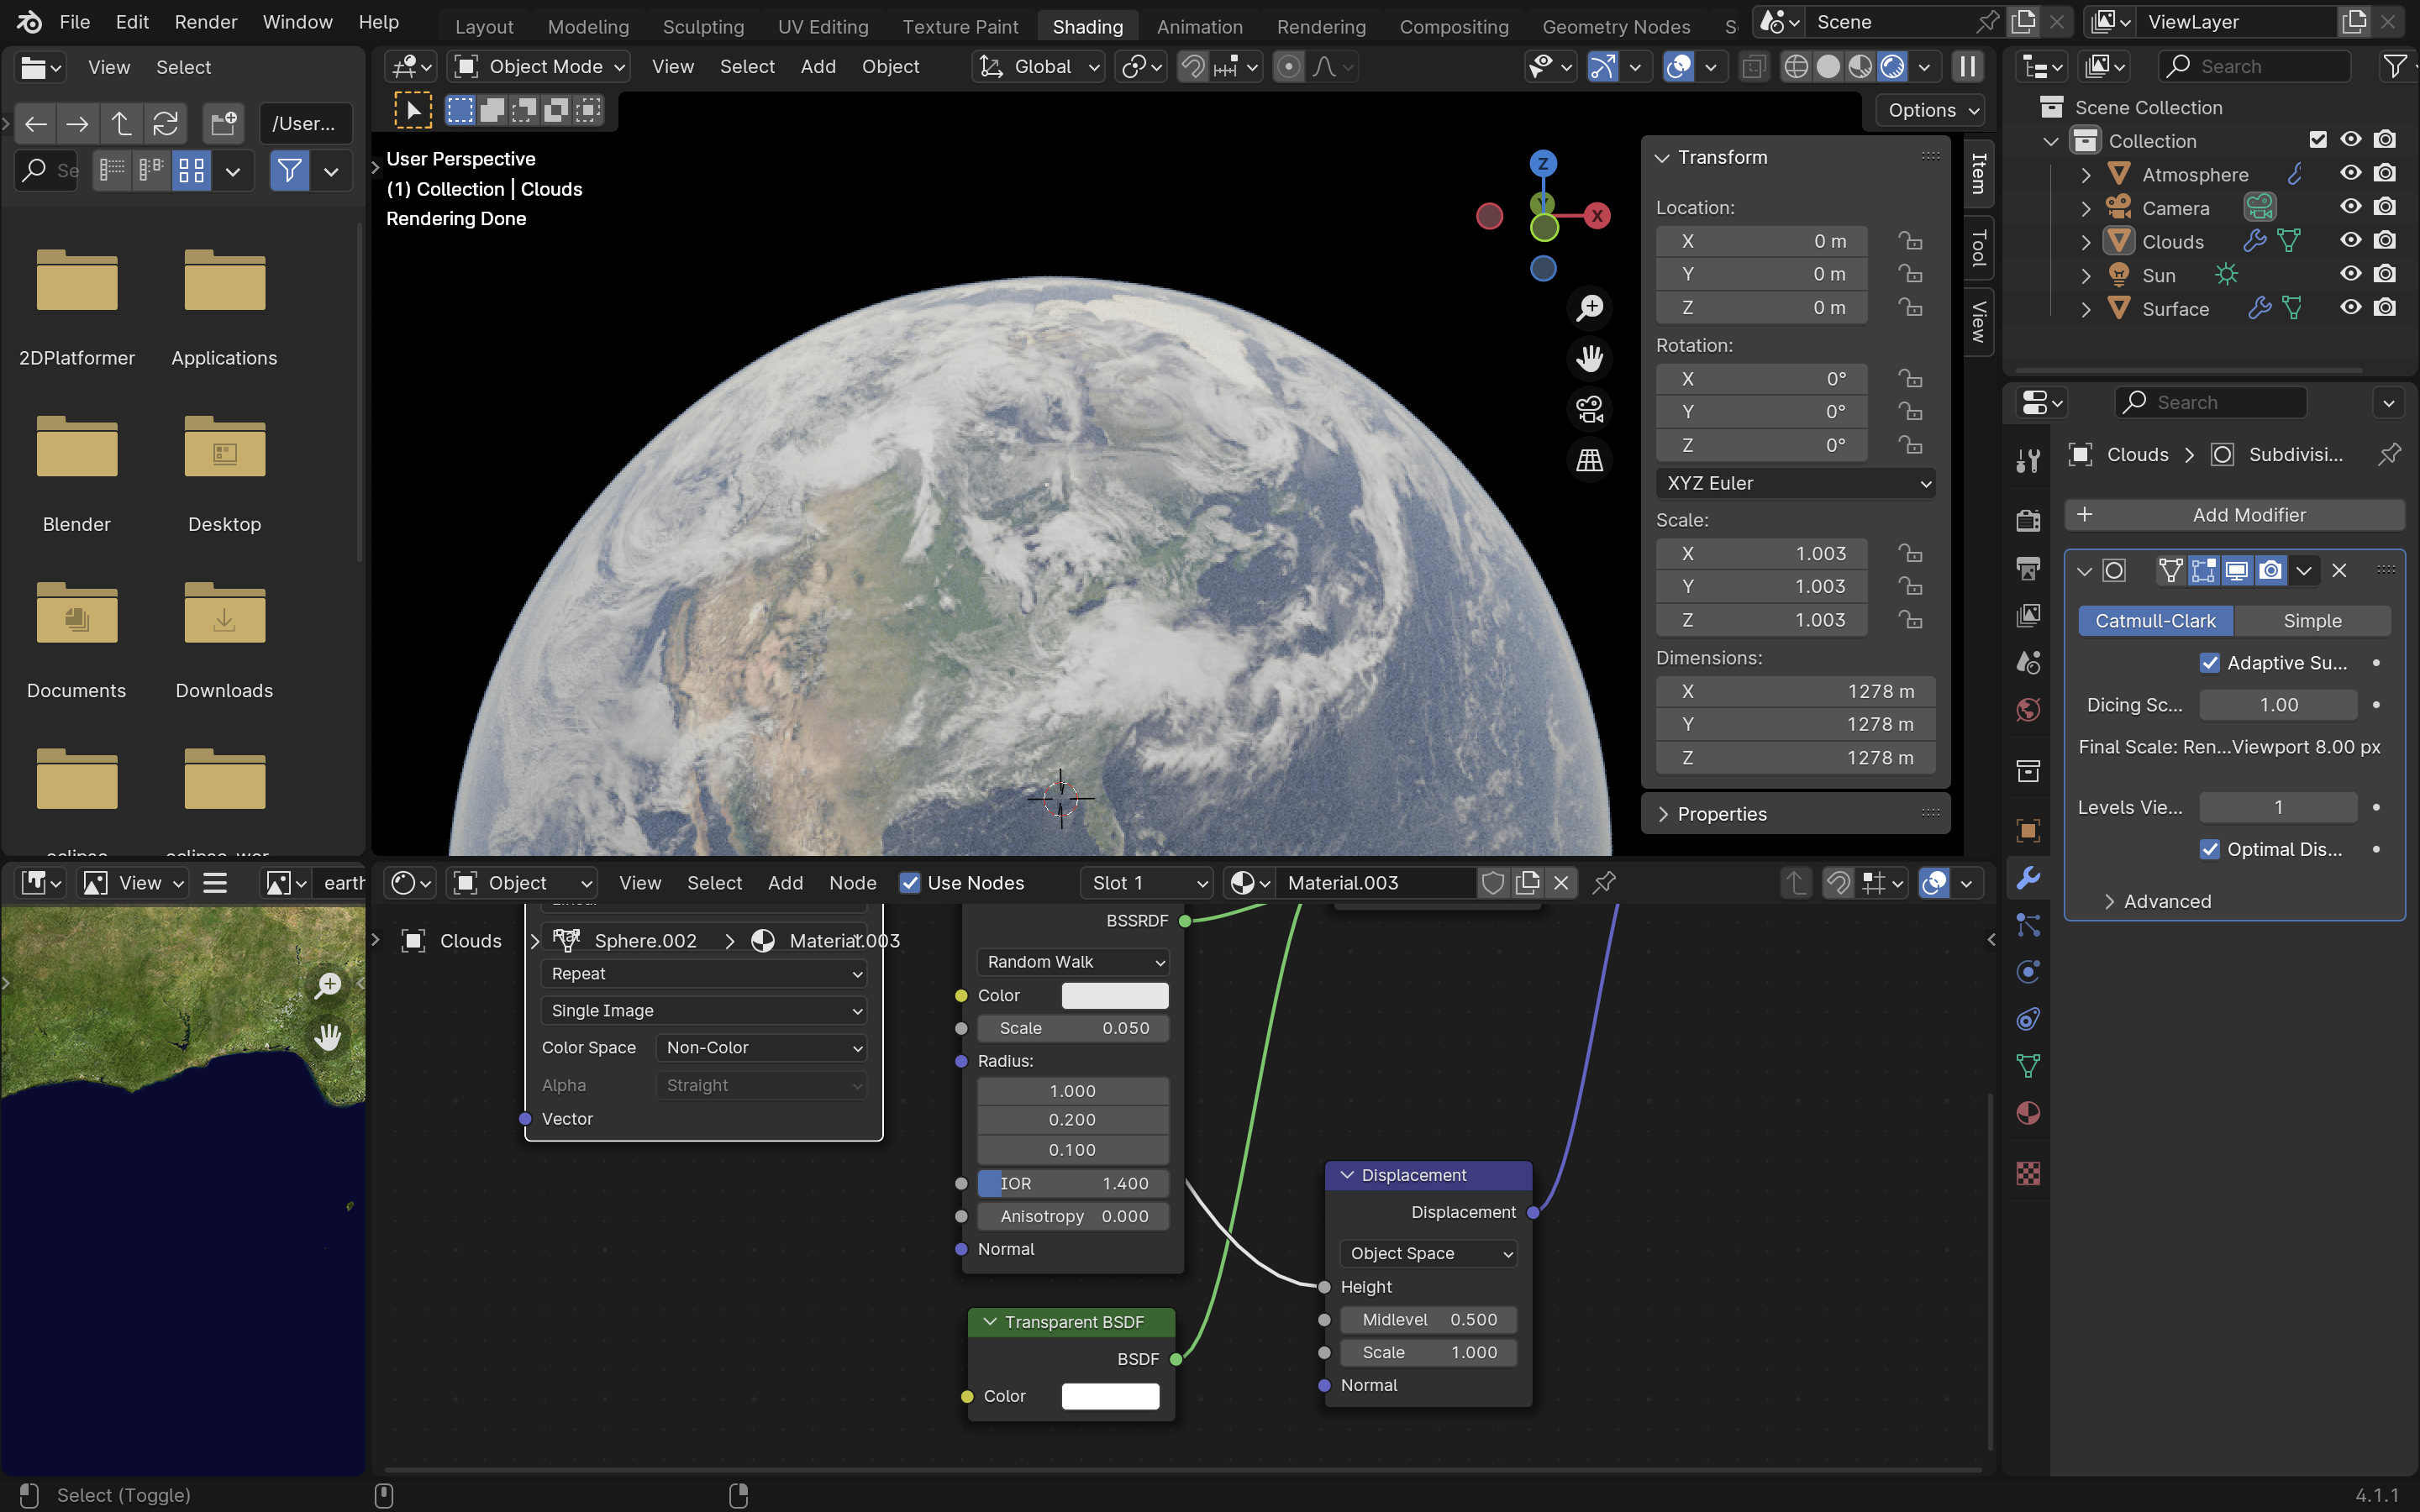 File Edit Render Window Help
Layout Modeling Sculpting UV Editing Texture Paint Shading Animation Rendering Compositing Geometry Nodes
Scene
ViewLayer
View Select
Object Mode View Select Add Object Global
Search
/User...
Options
Scene Collection
Collection
Atmosphere
Camera
Clouds
Sun
Surface
Se
User Perspective
(1) Collection | Clouds
Rendering Done
Z
X
Y
2DPlatformer Applications
Blender Desktop
Documents Downloads
Transform
Location:
X 0 m
Y 0 m
Z 0 m
Rotation:
X 0°
Y 0°
Z 0°
XYZ Euler
Scale:
X 1.003
Y 1.003
Z 1.003
Dimensions:
X 1278 m
Y 1278 m
Z 1278 m
Properties
Item
Tool
View
Search
Clouds Subdivisi...
Add Modifier
Catmull-Clark Simple
Adaptive Su...
Dicing Sc... 1.00
Final Scale: Ren...Viewport 8.00 px
Levels Vie... 1
Optimal Dis...
Advanced
View earth
Object View Select Add Node Use Nodes Slot 1 Material.003
Clouds Sphere.002 Material.003
Repeat
Single Image
Color Space Non-Color
Alpha Straight
Vector
BSSRDF
Random Walk
Color
Scale 0.050
Radius:
1.000
0.200
0.100
IOR 1.400
Anisotropy 0.000
Normal
Transparent BSDF
BSDF
Color
Displacement
Displacement
Object Space
Height
Midlevel 0.500
Scale 1.000
Normal
Select (Toggle)
4.1.1